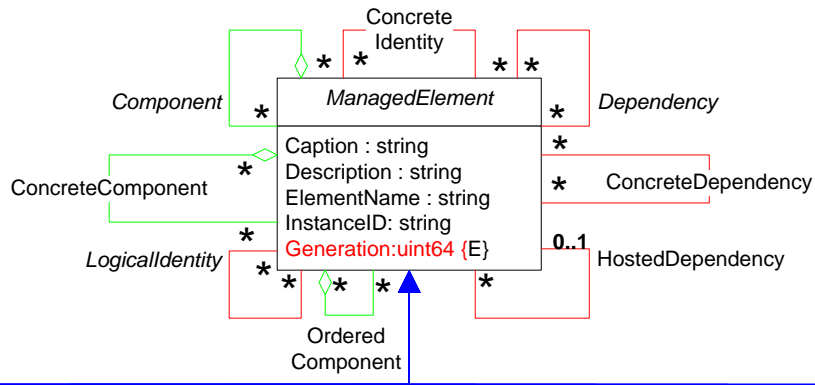 Concrete
Identity
* * * *
Component
ManagedElement
Dependency
* *
Caption : string
*
Description : string
*
ConcreteComponent
ElementName : string
*
ConcreteDependency
InstanceID: string
*
Generation:uint64 {E}
0..1
LogicalIdentity
HostedDependency
* * * * *
Ordered
Component